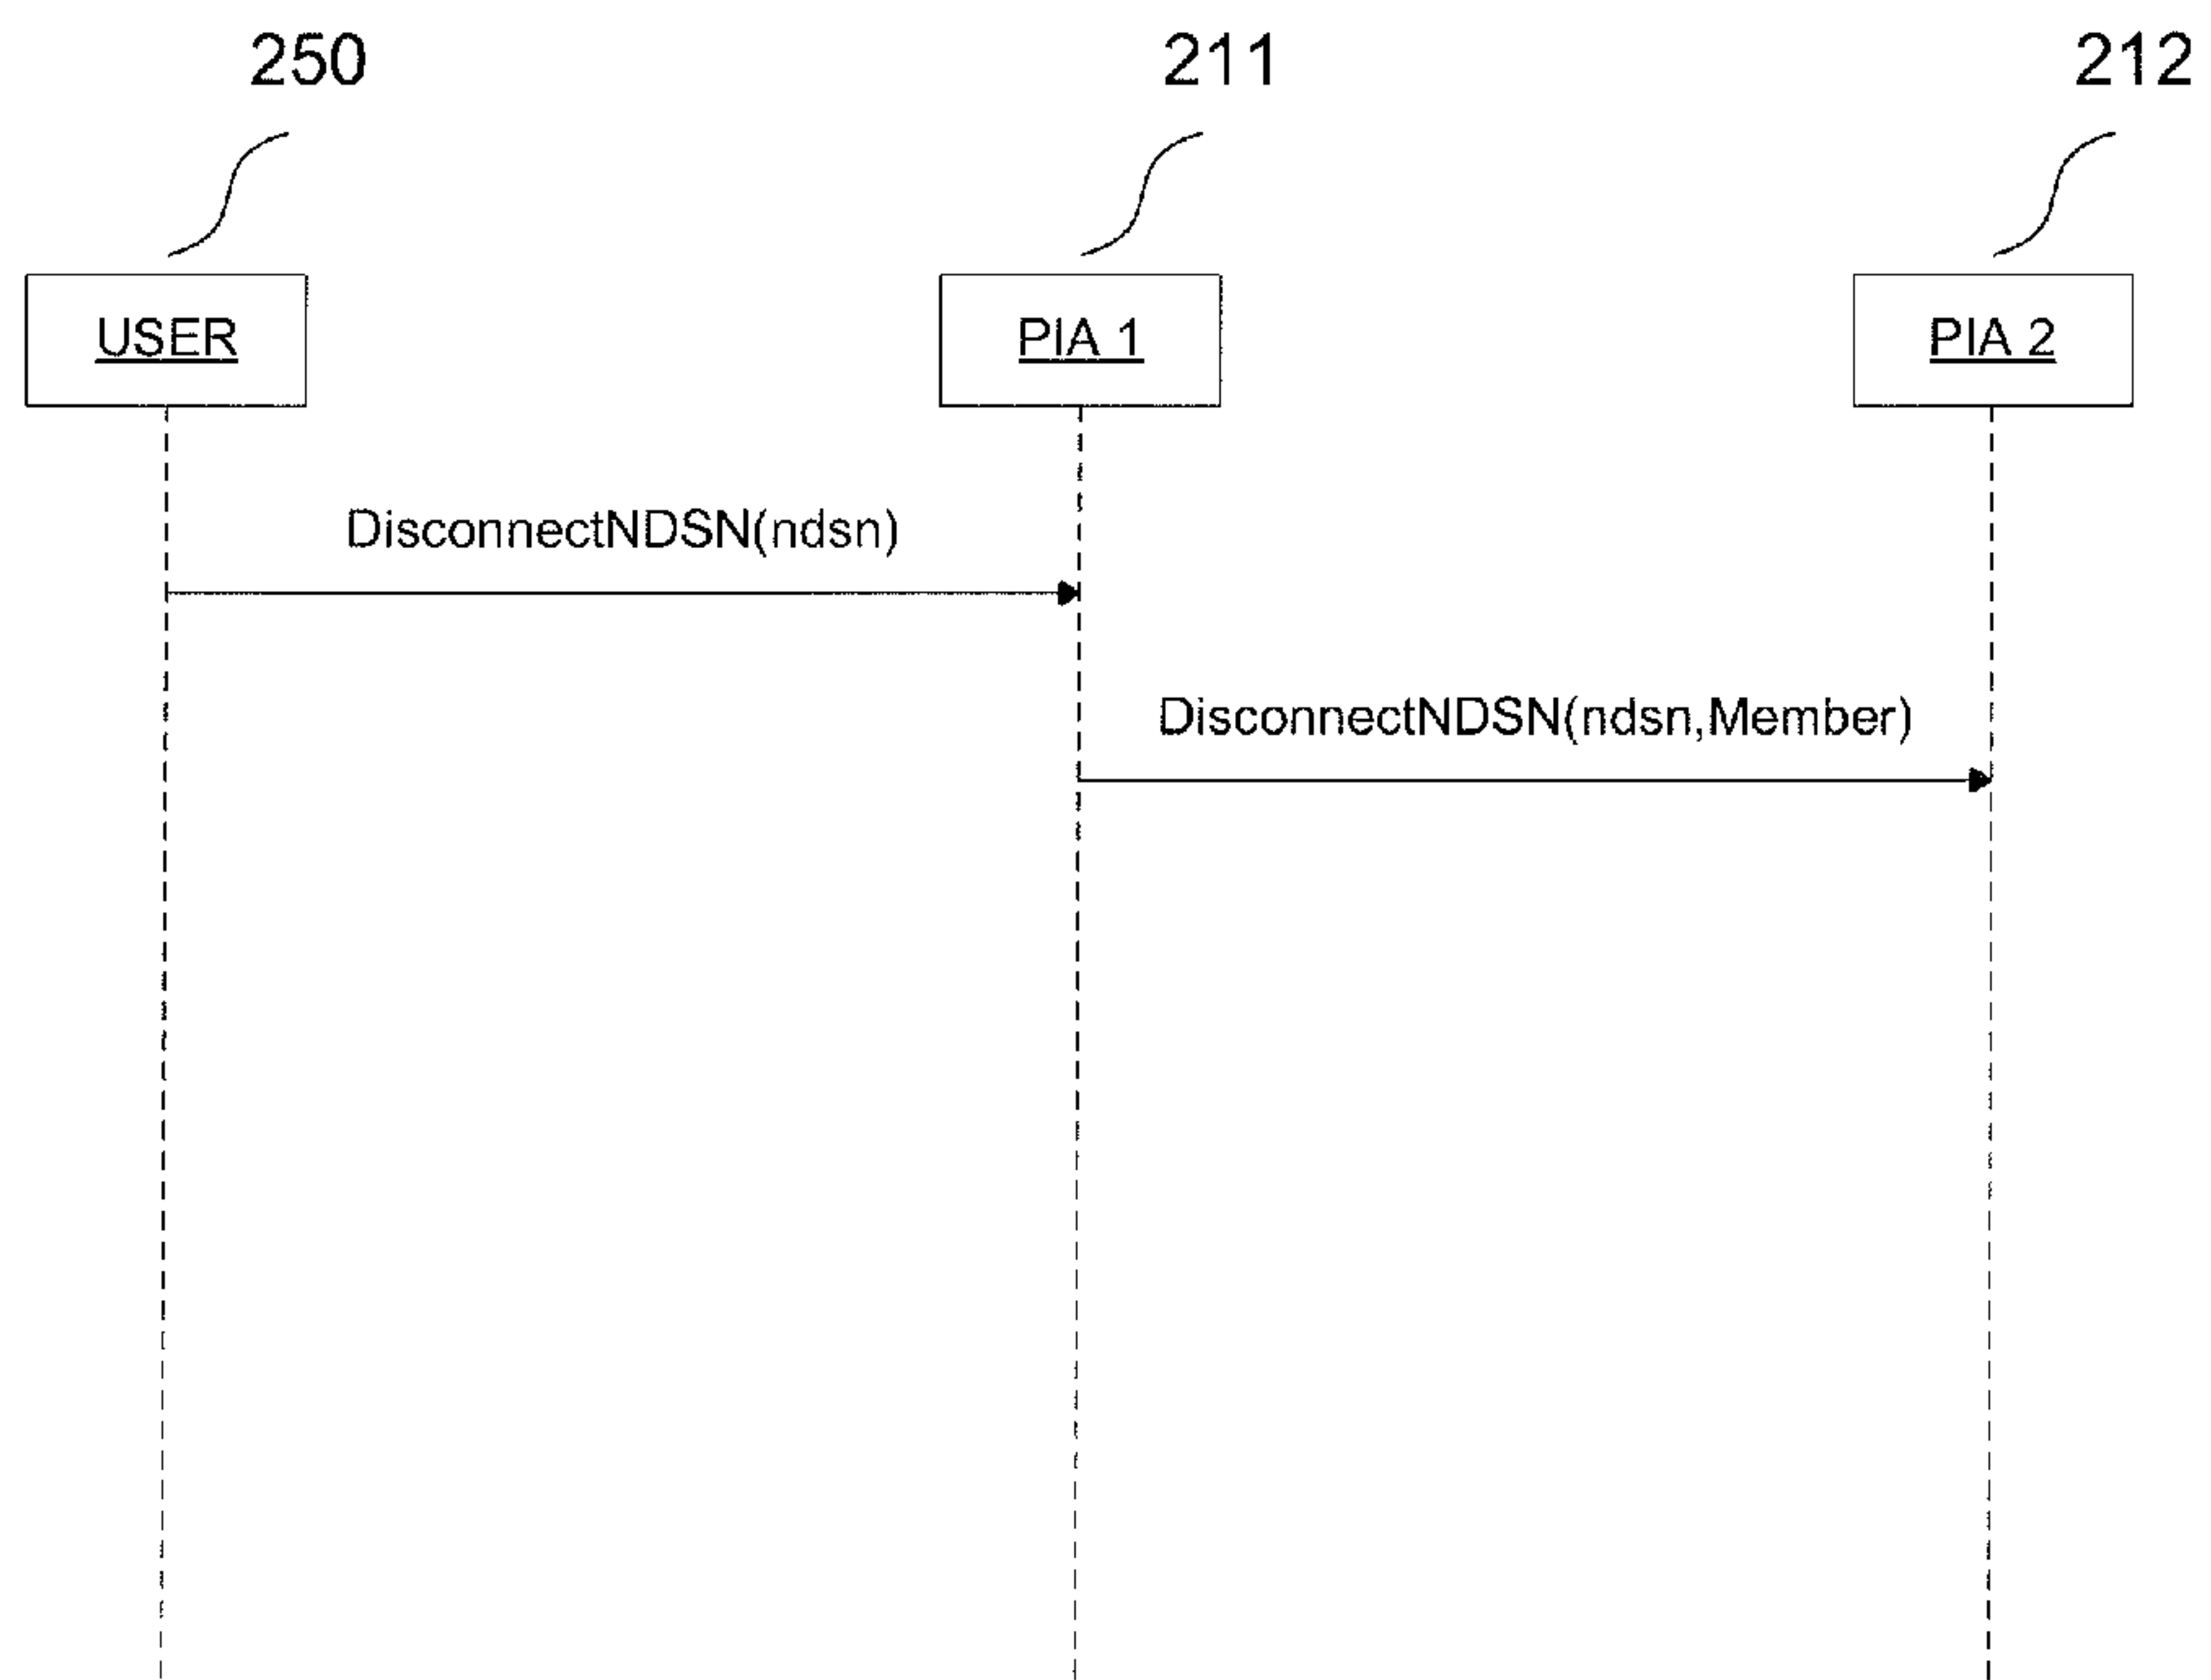 250
211
212
USER
PIA 1
PIA 2
DisconnectNDSN(ndsn)
DisconnectNDSN(ndsn,Member)